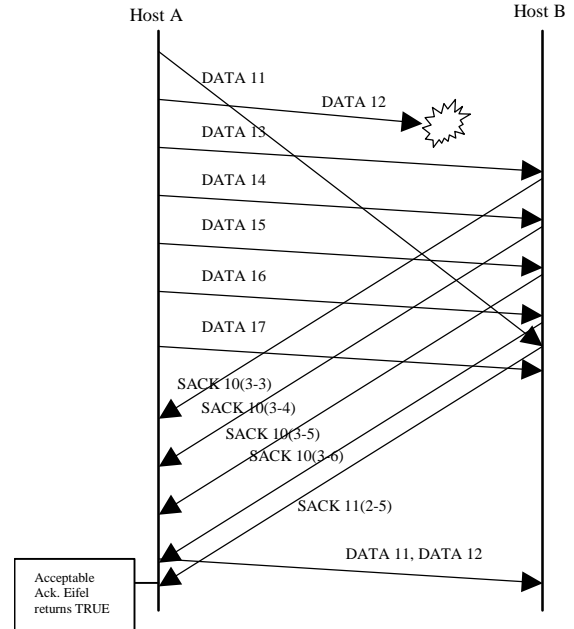 Host A
Host B
DATA 11
DATA 12
DATA 13
DATA 14
DATA 15
DATA 16
DATA 17
SACK 10(3-3)
SACK 10(3-4)
SACK 10(3-5)
SACK 10(3-6)
SACK 11(2-5)
DATA 11, DATA 12
Acceptable
Ack. Eifel
returns TRUE